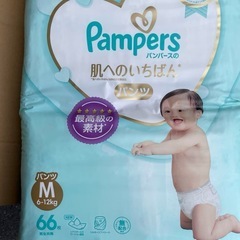 Pampers
パンパースの
肌へのいちばん
パンツ
最高級の
素材*
パンツ
M
6-12kg
66枚